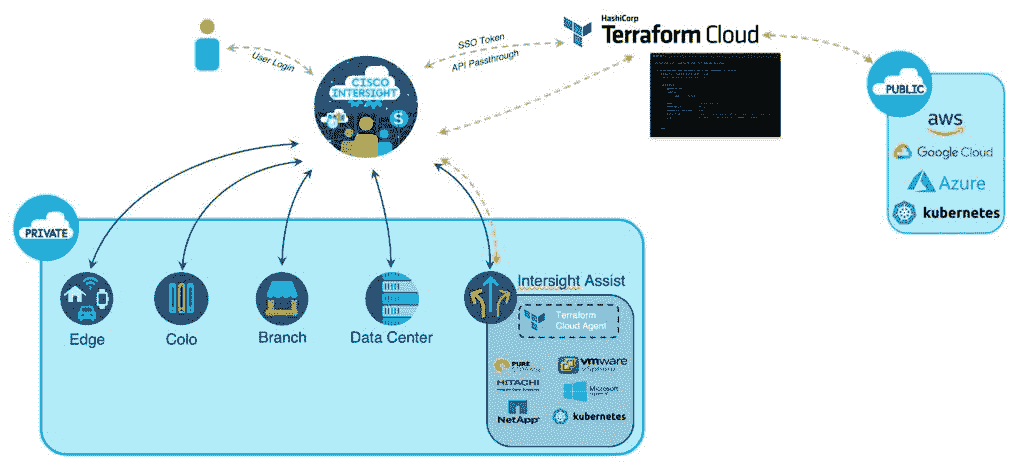 HashiCorp
Terraform Cloud
SSO Token
API Passthrough
User Login
CISCO
INTERSIGHT
S
PUBLIC
aws
Google Cloud
Azure
kubernetes
PRIVATE
Edge
Colo
Branch
Data Center
Intersight Assist
Terraform
Cloud Agent
PURE
vmware
vSphere
HITACHI
Microsoft
NetApp
kubernetes